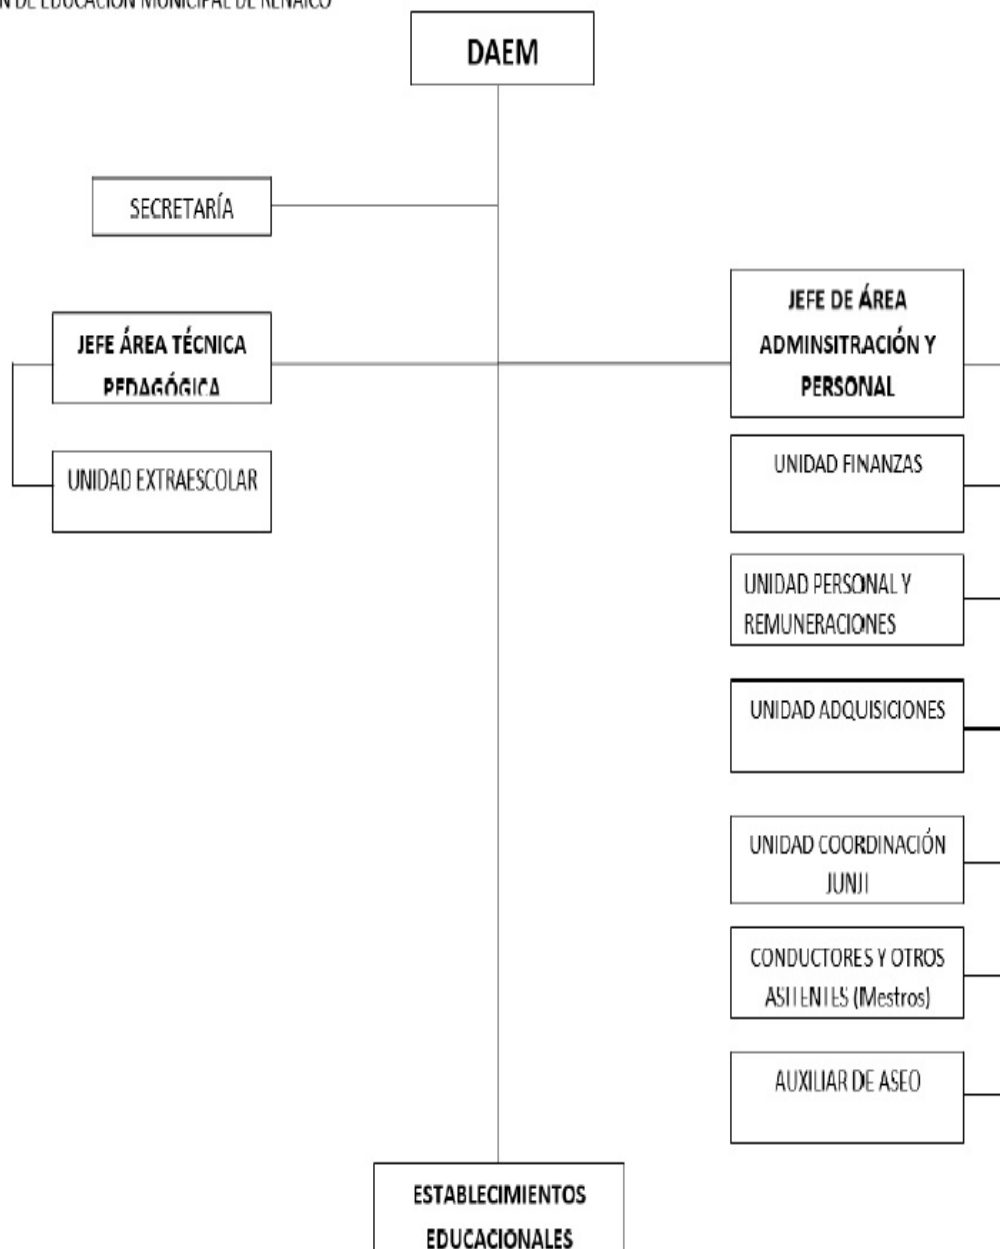 DE EDUCACIÓN MUNICIPAL DE RENAICO
DAEM
SECRETARÍA
JEFE ÁREA TÉCNICA
PEDAGÓGICA
UNIDAD EXTRAESCOLAR
JEFE DE ÁREA
ADMINSITRACIÓN Y
PERSONAL
UNIDAD FINANZAS
UNIDAD PERSONAL Y
REMUNERACIONES
UNIDAD ADQUISICIONES
UNIDAD COORDINACIÓN
JUNJI
CONDUCTORES Y OTROS
ASITENTES (Mestros)
AUXILIAR DE ASEO
ESTABLECIMIENTOS
EDUCACIONALES